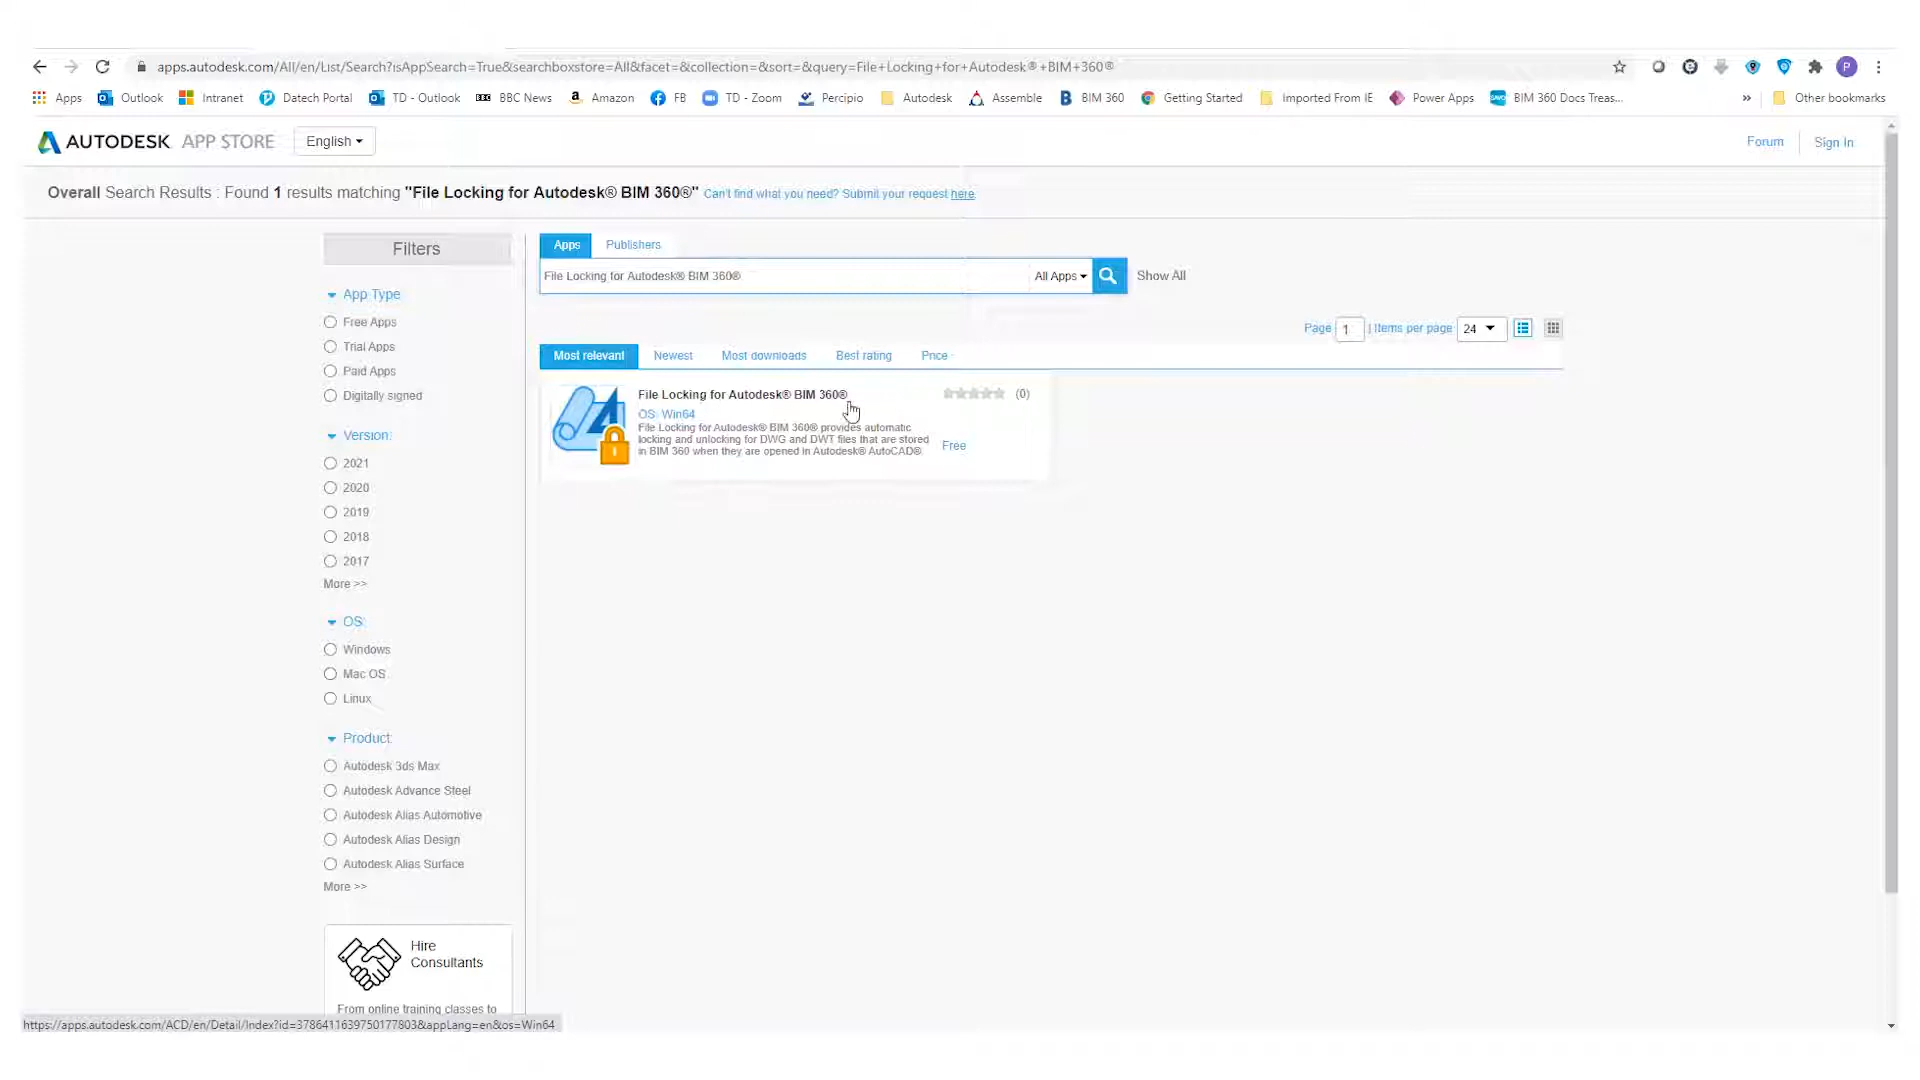 apps.autodesk.com/All/en/List/Search?isAppSearch=True&searchboxstore=All&facet=&collection=&sort=&query=File+Locking+for+Autodesk®+BIM+360®
P
Apps Outlook Intranet Datech Portal TD - Outlook BBC News Amazon FB TD - Zoom Percipio Autodesk Assemble BIM 360 Getting Started Imported From IE Power Apps BIM 360 Docs Treas... » Other bookmarks
AUTODESK APP STORE English Forum Sign In
Overall Search Results : Found 1 results matching "File Locking for Autodesk® BIM 360®" Can't find what you need? Submit your request here.
Filters
App Type:
Free Apps
Trial Apps
Paid Apps
Digitally signed
Version:
2021
2020
2019
2018
2017
More >>
OS:
Windows
Mac OS
Linux
Product:
Autodesk 3ds Max
Autodesk Advance Steel
Autodesk Alias Automotive
Autodesk Alias Design
Autodesk Alias Surface
More >>
Hire
Consultants
From online training classes to
Apps Publishers
File Locking for Autodesk® BIM 360® All Apps Show All
Page 1 | Items per page 24
Most relevant Newest Most downloads Best rating Price
File Locking for Autodesk® BIM 360® (0)
OS: Win64
File Locking for Autodesk® BIM 360® provides automatic
locking and unlocking for DWG and DWT files that are stored
in BIM 360 when they are opened in Autodesk® AutoCAD®.
Free
https://apps.autodesk.com/ACD/en/Detail/Index?id=3786411639750177803&appLang=en&os=Win64